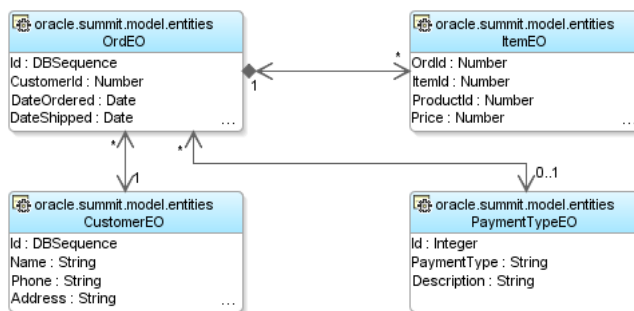 oracle.summit.model.entities
OrdEO
Id : DBSequence
CustomerId : Number
DateOrdered : Date
DateShipped : Date
...
oracle.summit.model.entities
ItemEO
OrdId : Number
ItemId : Number
ProductId : Number
Price : Number
...
1
*
*
1
*
0..1
oracle.summit.model.entities
CustomerEO
Id : DBSequence
Name : String
Phone : String
Address : String
...
oracle.summit.model.entities
PaymentTypeEO
Id : Integer
PaymentType : String
Description : String